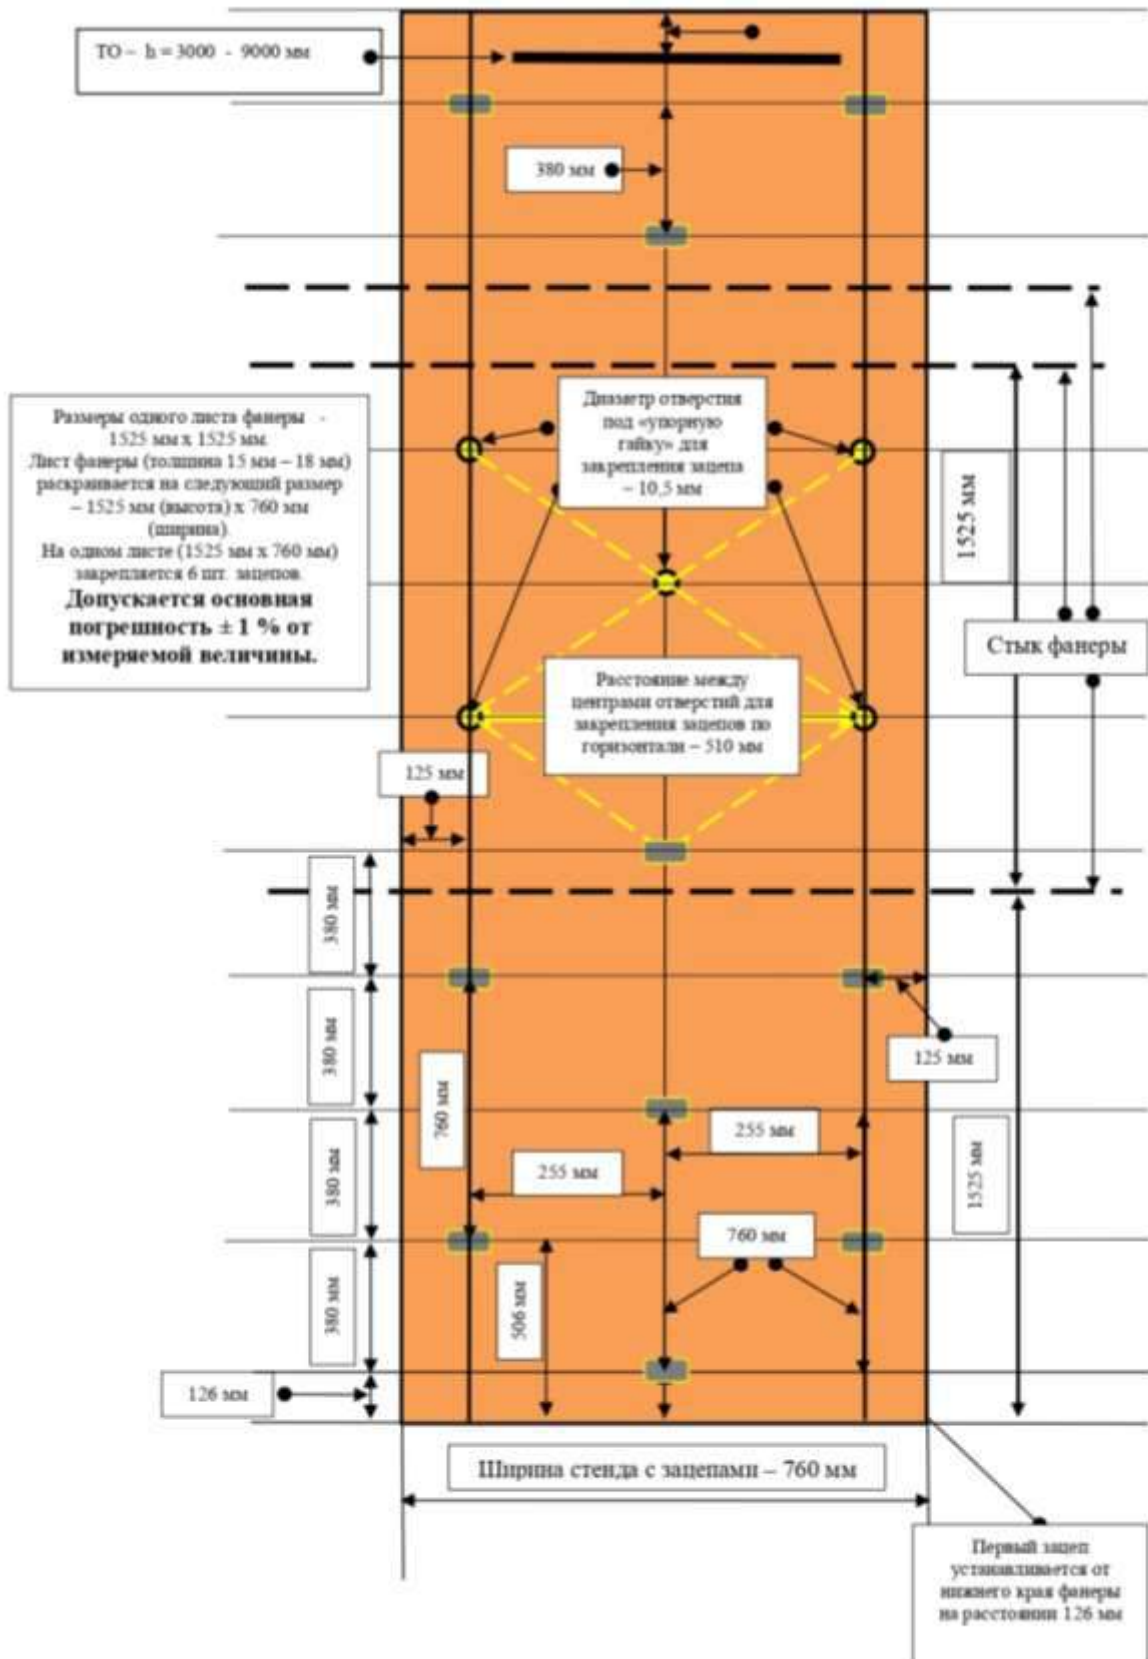 ТО – h = 3000 - 9000 мм
380 мм
Размеры одного листа фанеры -
1525 мм х 1525 мм
Лист фанеры (толщина 15 мм – 18 мм)
раскраивается на следующий размер
– 1525 мм (высота) х 760 мм
(ширина).
На одном листе (1525 мм х 760 мм)
закрепляется 6 шт. зацепов.
Допускается основная
погрешность ± 1 % от
измеряемой величины.
Диаметр отверстия
под «упорную
гайку» для
закрепления зацепа
– 10,5 мм
1525 мм
Стык фанеры
Расстояние между
центрами отверстий для
закрепления зацепов по
горизонтали – 510 мм
125 мм
380 мм
380 мм
760 мм
125 мм
255 мм
1525 мм
380 мм
255 мм
760 мм
380 мм
506 мм
126 мм
Ширина стенда с зацепами – 760 мм
Первый зацеп
устанавливается от
нижнего края фанеры
на расстоянии 126 мм